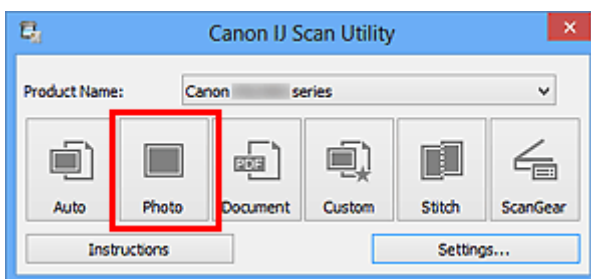 Canon IJ Scan Utility
Product Name: Canon series
Auto Photo Document Custom Stitch ScanGear
PDF
Instructions Settings...